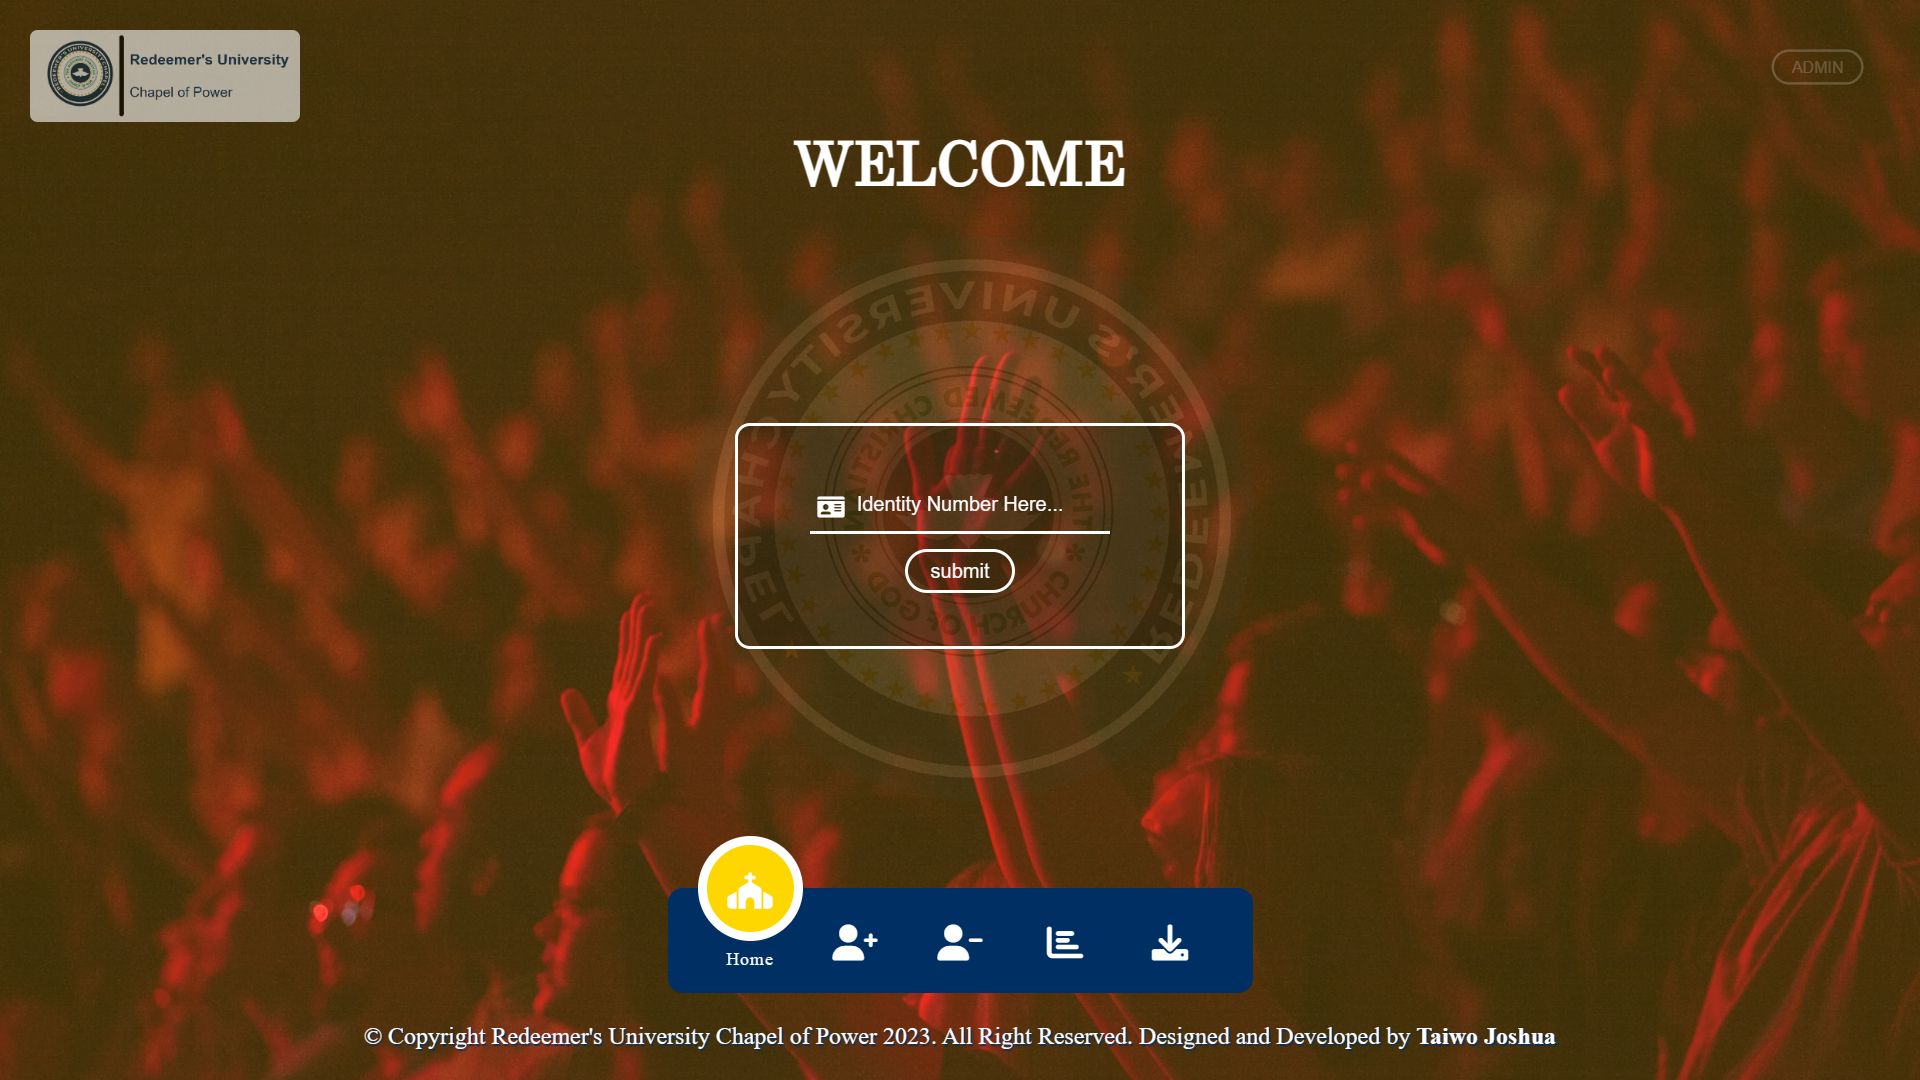 Redeemer's University
Chapel of Power
ADMIN
WELCOME
REDEEMER'S UNIVERSITY CHAPEL
THE REDEEMED CHRISTIAN
CHURCH OF GOD
Identity Number Here...
submit
Home
© Copyright Redeemer's University Chapel of Power 2023. All Right Reserved. Designed and Developed by Taiwo Joshua